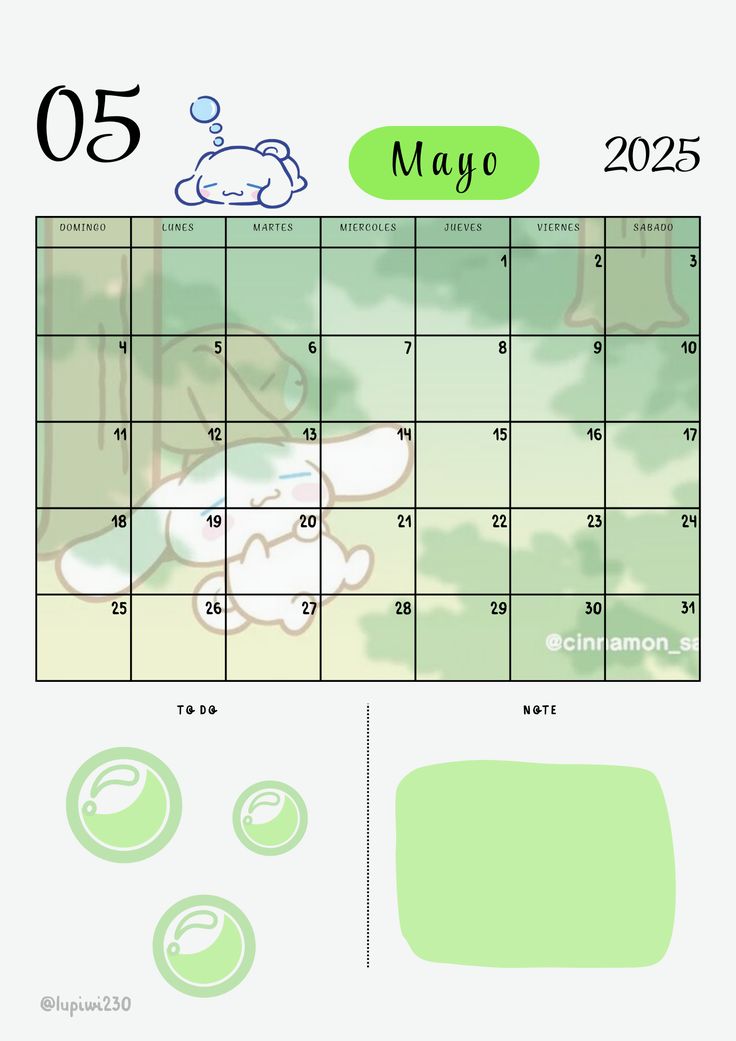 05 Mayo 2025
DOMINGO LUNES MARTES MIERCOLES JUEVES VIERNES SABADO
1 2 3
4 5 6 7 8 9 10
11 12 13 14 15 16 17
18 19 20 21 22 23 24
25 26 27 28 29 30 31
@cinnamon_sa
TO DO NOTE
@lupiwi230